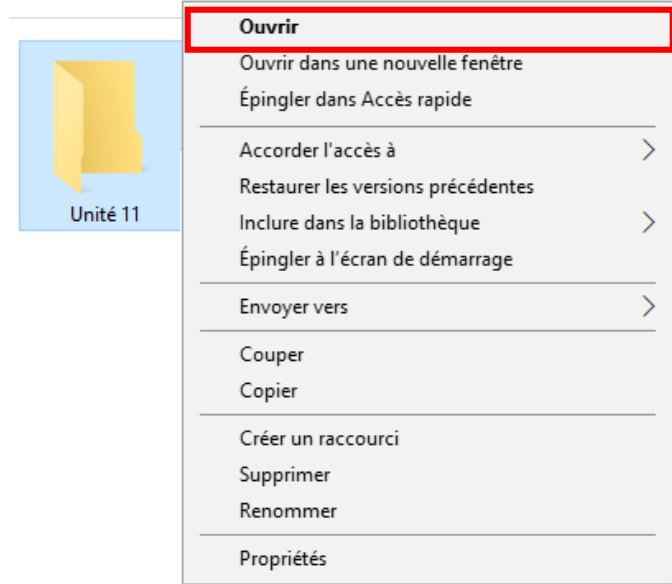 Ouvrir
Ouvrir dans une nouvelle fenêtre
Épingler dans Accès rapide
Accorder l'accès à
Restaurer les versions précédentes
Inclure dans la bibliothèque
Épingler à l'écran de démarrage
Envoyer vers
Couper
Copier
Créer un raccourci
Supprimer
Renommer
Propriétés
Unité 11